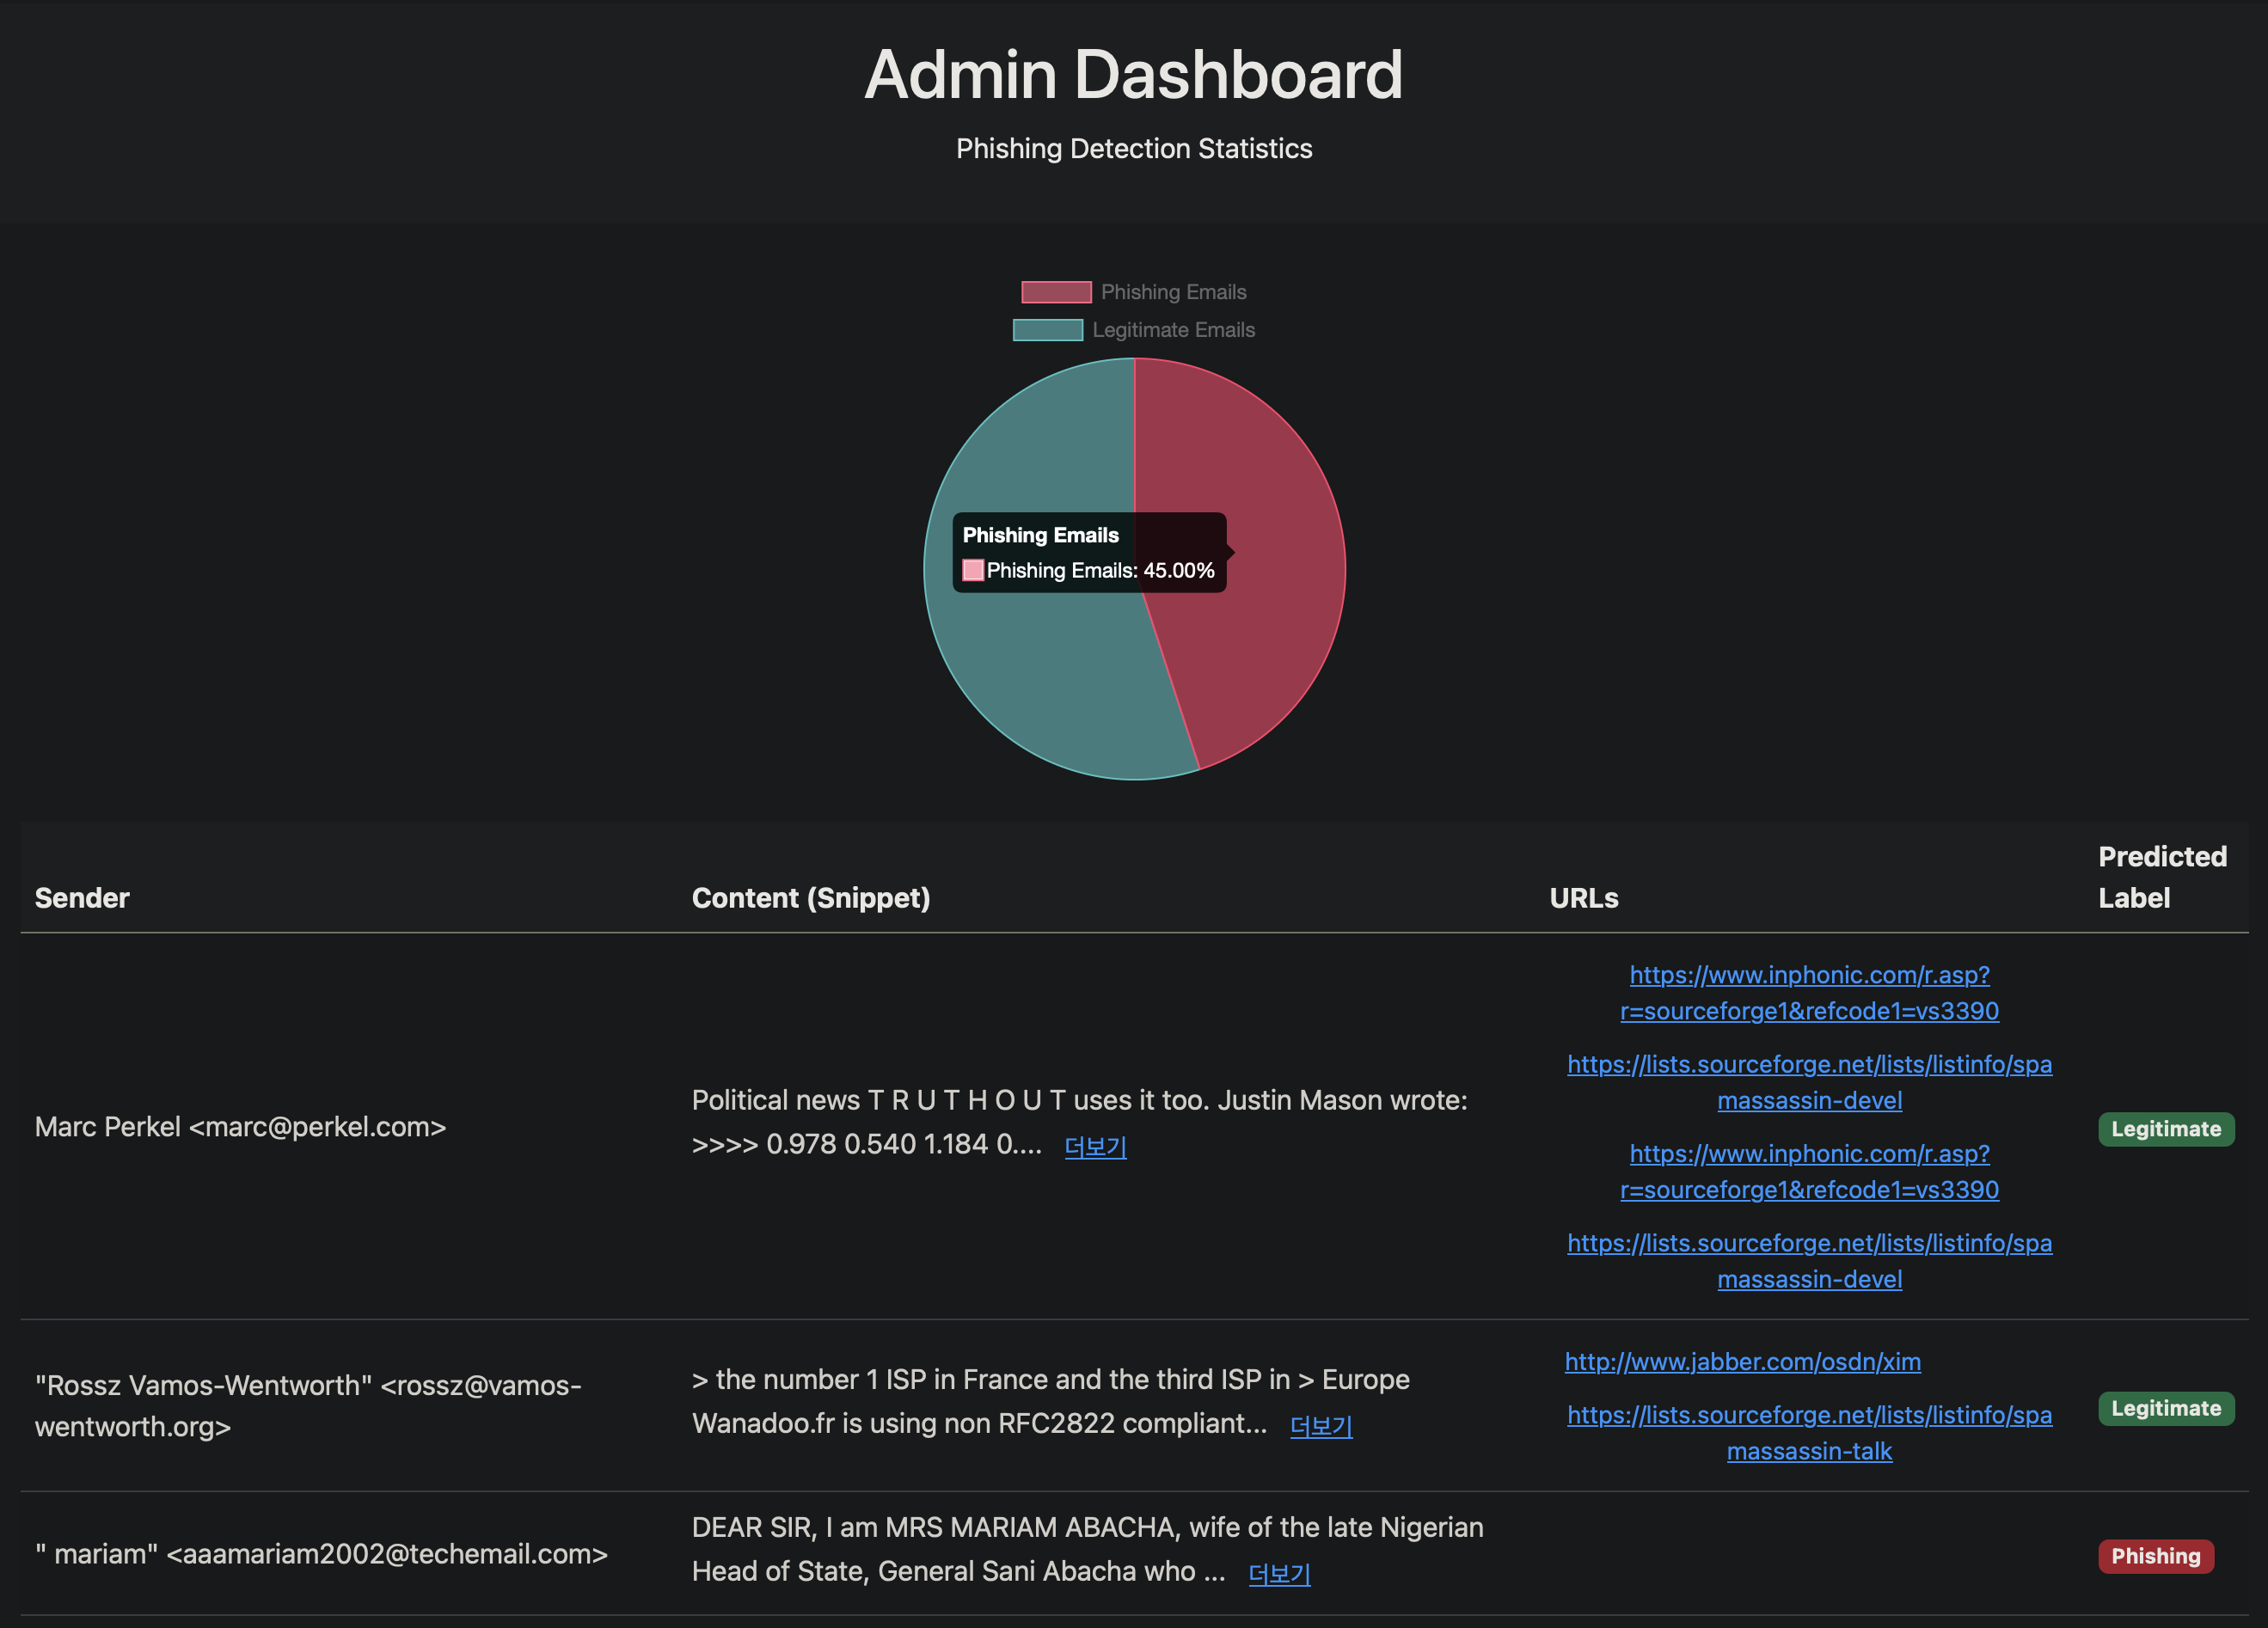 Admin Dashboard
Phishing Detection Statistics
Phishing Emails
Legitimate Emails
Phishing Emails
Phishing Emails: 45.00%
Sender
Content (Snippet)
URLs
Predicted
Label
Marc Perkel <marc@perkel.com>
Political news T R U T H O U T uses it too. Justin Mason wrote:
>>>> 0.978 0.540 1.184 0.... 더보기
https://www.inphonic.com/r.asp?
r=sourceforge1&refcode1=vs3390
https://lists.sourceforge.net/lists/listinfo/spa
massassin-devel
https://www.inphonic.com/r.asp?
r=sourceforge1&refcode1=vs3390
https://lists.sourceforge.net/lists/listinfo/spa
massassin-devel
Legitimate
"Rossz Vamos-Wentworth" <rossz@vamos-
wentworth.org>
> the number 1 ISP in France and the third ISP in > Europe
Wanadoo.fr is using non RFC2822 compliant... 더보기
http://www.jabber.com/osdn/xim
https://lists.sourceforge.net/lists/listinfo/spa
massassin-talk
Legitimate
" mariam" <aaamariam2002@techemail.com>
DEAR SIR, I am MRS MARIAM ABACHA, wife of the late Nigerian
Head of State, General Sani Abacha who ... 더보기
Phishing